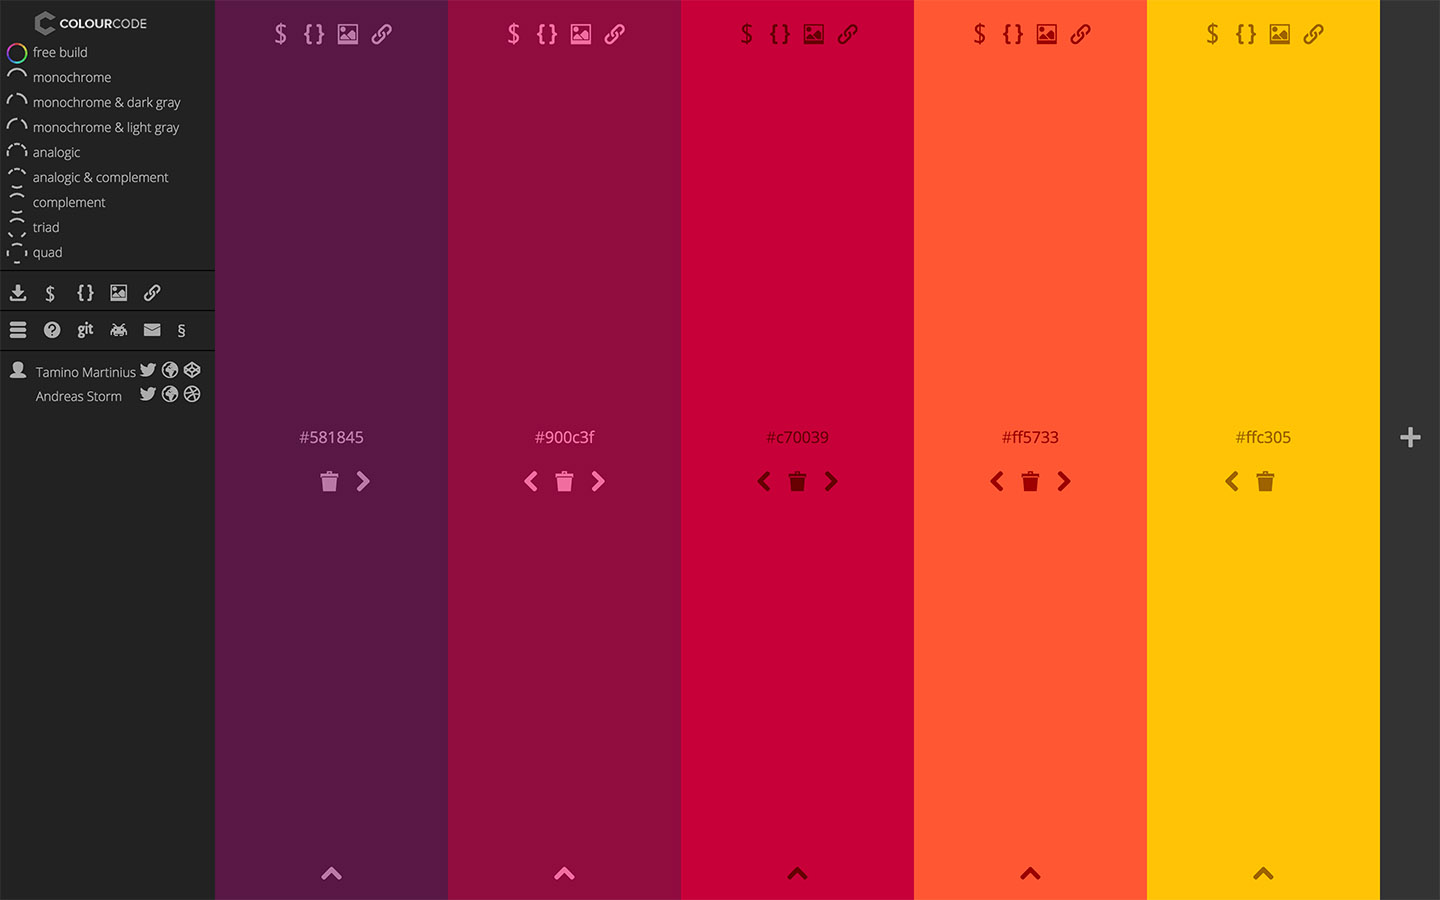 COLOURCODE
free build
monochrome
monochrome & dark gray
monochrome & light gray
analogic
analogic & complement
complement
triad
quad
$ {}
git §
Tamino Martinius
Andreas Storm
$ {}
#581845
$ {}
#900c3f
$ {}
#c70039
$ {}
#ff5733
$ {}
#ffc305